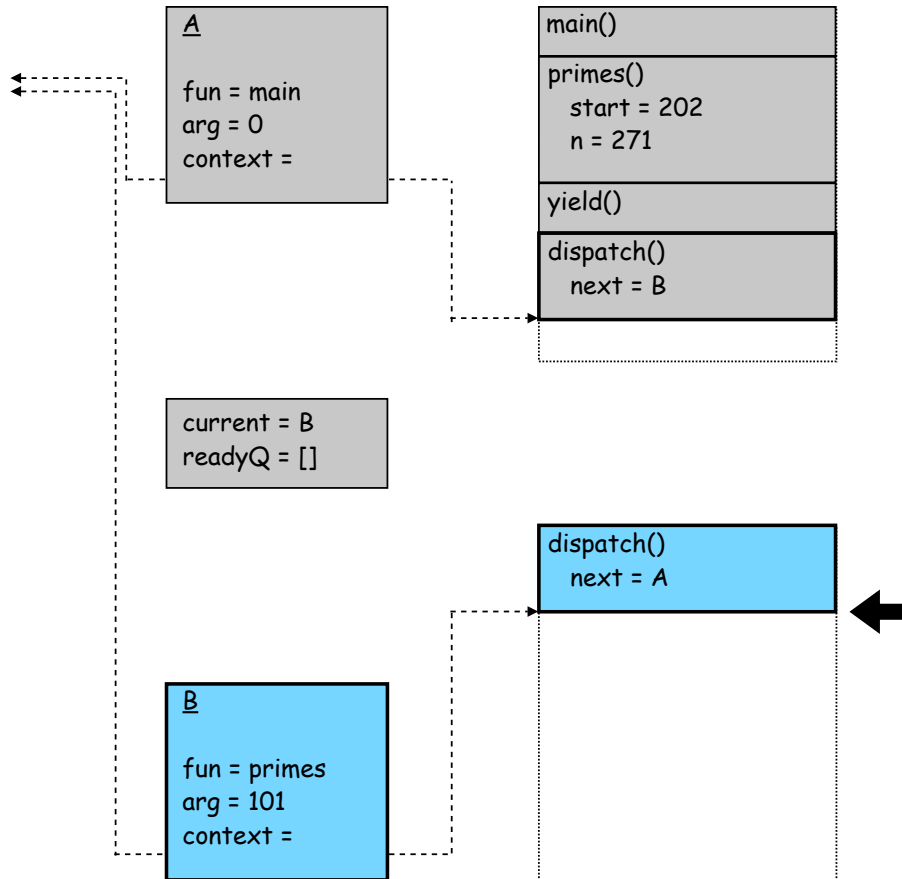 A
fun = main
arg = 0
context =
main()
primes()
start = 202
n = 271
yield()
dispatch()
next = B
current = B
readyQ = []
dispatch()
next = A
B
fun = primes
arg = 101
context =